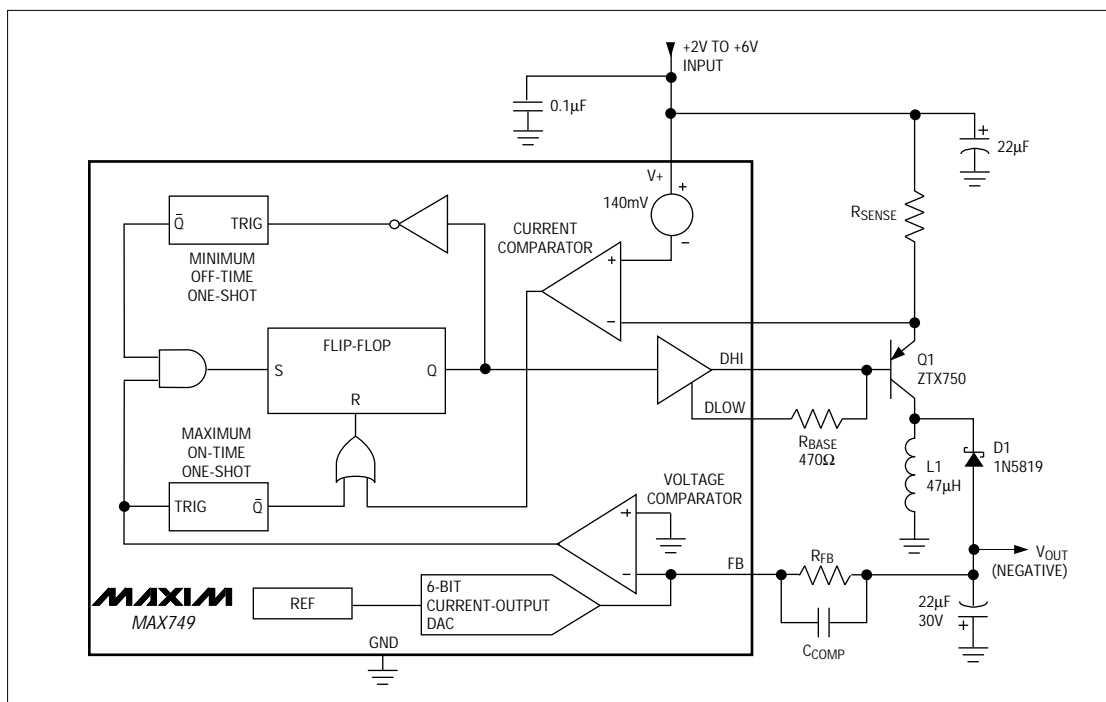 +2V TO +6V
INPUT
0.1µF
+
22µF
V+
+
140mV
–
RSENSE
Q̄
TRIG
MINIMUM
OFF-TIME
ONE-SHOT
CURRENT
COMPARATOR
+
–
FLIP-FLOP
S
Q
R
DHI
DLOW
Q1
ZTX750
RBASE
470Ω
D1
1N5819
L1
47µH
MAXIMUM
ON-TIME
ONE-SHOT
TRIG
Q̄
VOLTAGE
COMPARATOR
+
–
FB
RFB
CCOMP
VOUT
(NEGATIVE)
22µF
30V
+
MAXIM
MAX749
REF
6-BIT
CURRENT-OUTPUT
DAC
GND